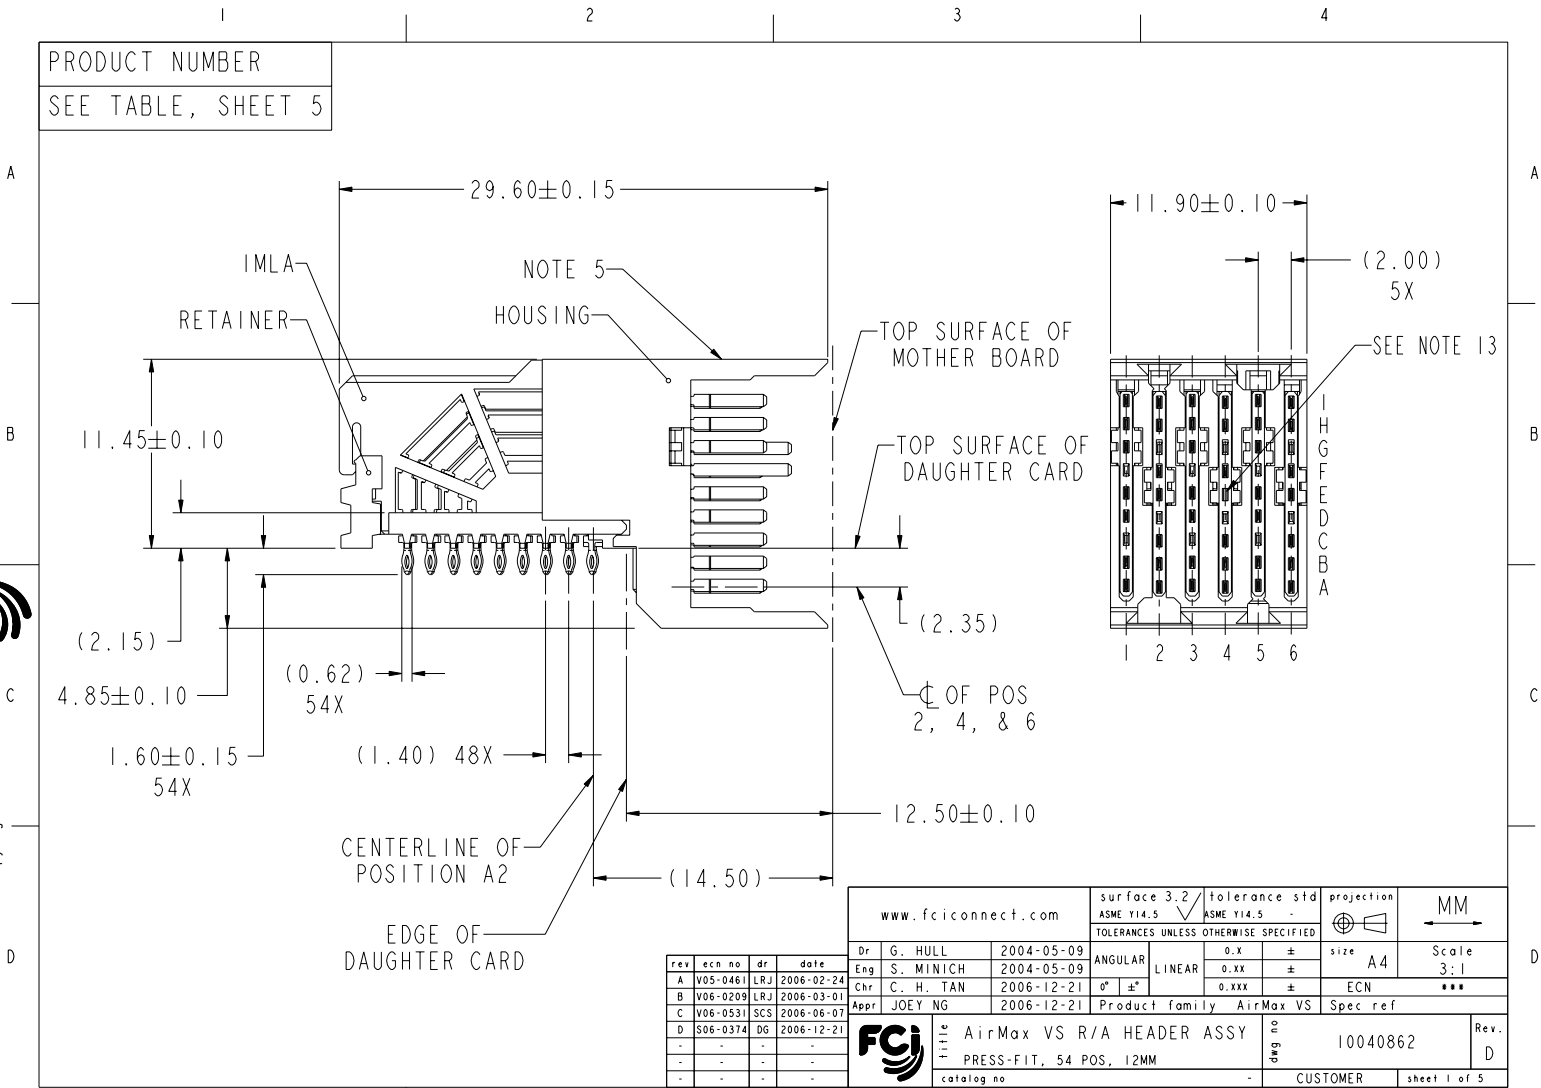 1 2 3 4
PRODUCT NUMBER
SEE TABLE, SHEET 5
A A
29.60±0.15
11.90±0.10
IMLA
NOTE 5
(2.00)
5X
RETAINER
HOUSING
TOP SURFACE OF
MOTHER BOARD
SEE NOTE 13
B B
11.45±0.10
TOP SURFACE OF
DAUGHTER CARD
I
H
G
F
E
D
C
B
A
1 2 3 4 5 6
(2.15)
(2.35)
(0.62)
54X
4.85±0.10
C C
℄ OF POS
2, 4, & 6
1.60±0.15
54X
(1.40) 48X
12.50±0.10
CENTERLINE OF
POSITION A2
(14.50)
EDGE OF
DAUGHTER CARD
D D
rev ecn no dr date
A V05-0461 LRJ 2006-02-24
B V06-0209 LRJ 2006-03-01
C V06-0531 SCS 2006-06-07
D S06-0374 DG 2006-12-21
- - - -
- - - -
- - - -
www.fciconnect.com
surface 3.2
ASME Y14.5
tolerance std
ASME Y14.5 -
projection
MM
TOLERANCES UNLESS OTHERWISE SPECIFIED
Dr G. HULL 2004-05-09
Eng S. MINICH 2004-05-09
Chr C. H. TAN 2006-12-21
Appr JOEY NG 2006-12-21
ANGULAR
0° ±°
LINEAR
0.X ±
0.XX ±
0.XXX ±
size A4
Scale
3:1
ECN ***
Product family AirMax VS
Spec ref
FCi
title
AirMax VS R/A HEADER ASSY
PRESS-FIT, 54 POS, 12MM
dwg no
10040862
Rev.
D
catalog no -
CUSTOMER
sheet 1 of 5